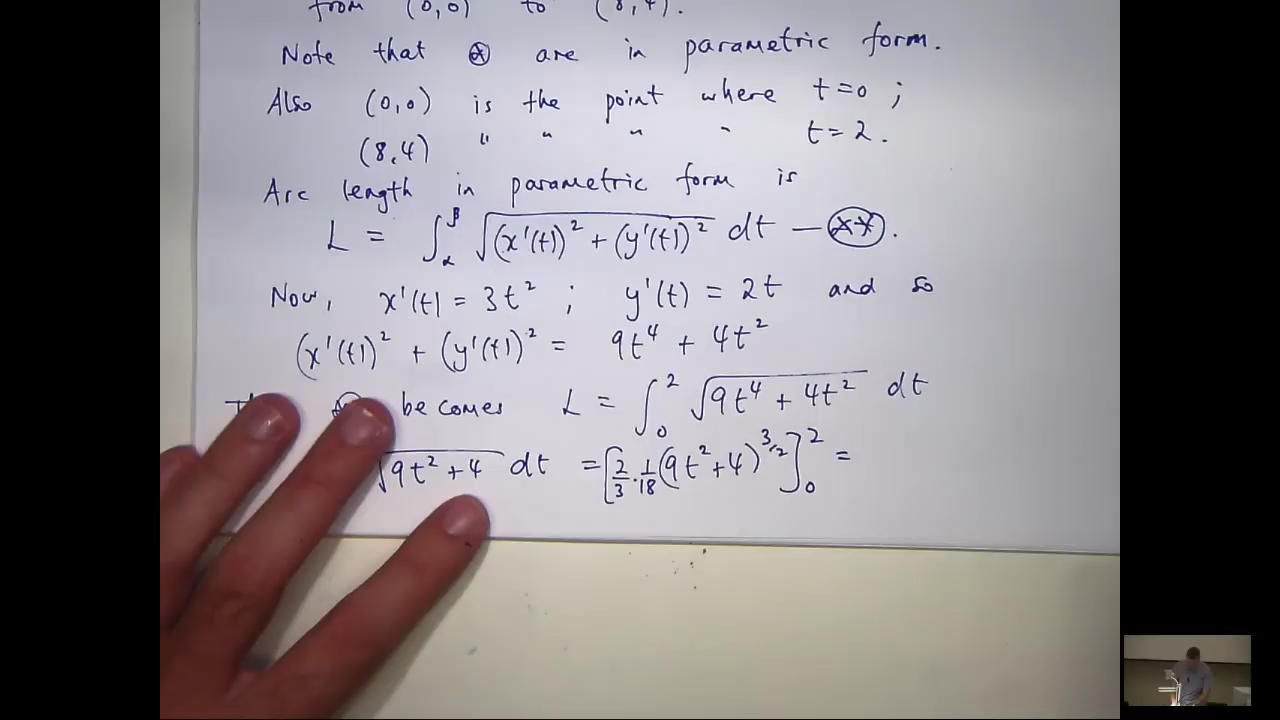 from (0,0) to (8,4).
Note that ⊛ are in parametric form.
Also (0,0) is the point where t=0 ;
(8,4) " " " " t=2.
Arc length in parametric form is
L = ∫_α^β √((x'(t))² + (y'(t))²) dt — (**).
Now, x'(t) = 3t² ; y'(t) = 2t and so
(x'(t))² + (y'(t))² = 9t⁴ + 4t²
becomes L = ∫_0^2 √(9t⁴ + 4t²) dt
√(9t² + 4) dt = [2/3 · 1/18 (9t² + 4)^(3/2)]_0^2 =